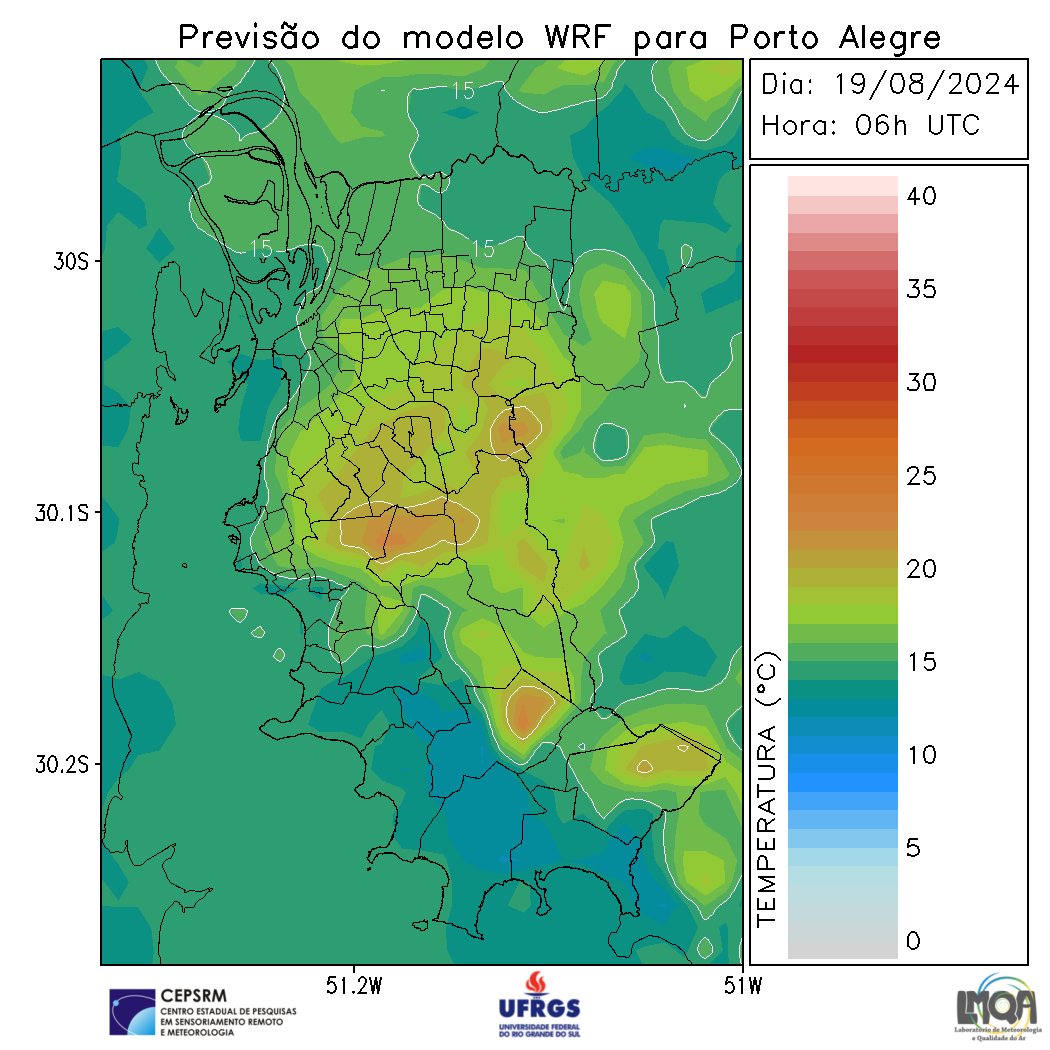 Previsão do modelo WRF para Porto Alegre
Dia: 19/08/2024
Hora: 06h UTC
15
15
15
30S
30.1S
30.2S
51.2W
51W
40
35
30
25
20
15
10
5
0
TEMPERATURA (°C)
CEPSRM
CENTRO ESTADUAL DE PESQUISAS
EM SENSORIAMENTO REMOTO
E METEOROLOGIA
UFRGS
UNIVERSIDADE FEDERAL
DO RIO GRANDE DO SUL
LMQA
Laboratório de Meteorologia
e Qualidade do Ar